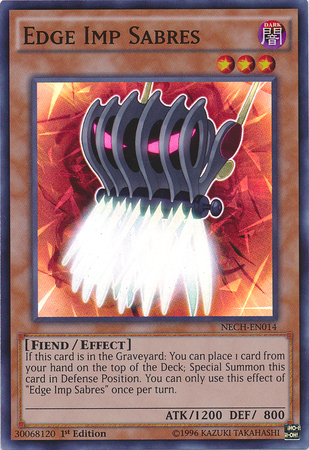 EDGE IMP SABRES
DARK
闇
NECH-EN014
[FIEND / EFFECT]
If this card is in the Graveyard: You can place 1 card from
your hand on the top of the Deck; Special Summon this
card in Defense Position. You can only use this effect of
"Edge Imp Sabres" once per turn.
ATK/1200 DEF/ 800
30068120 1st Edition ©1996 KAZUKI TAKAHASHI